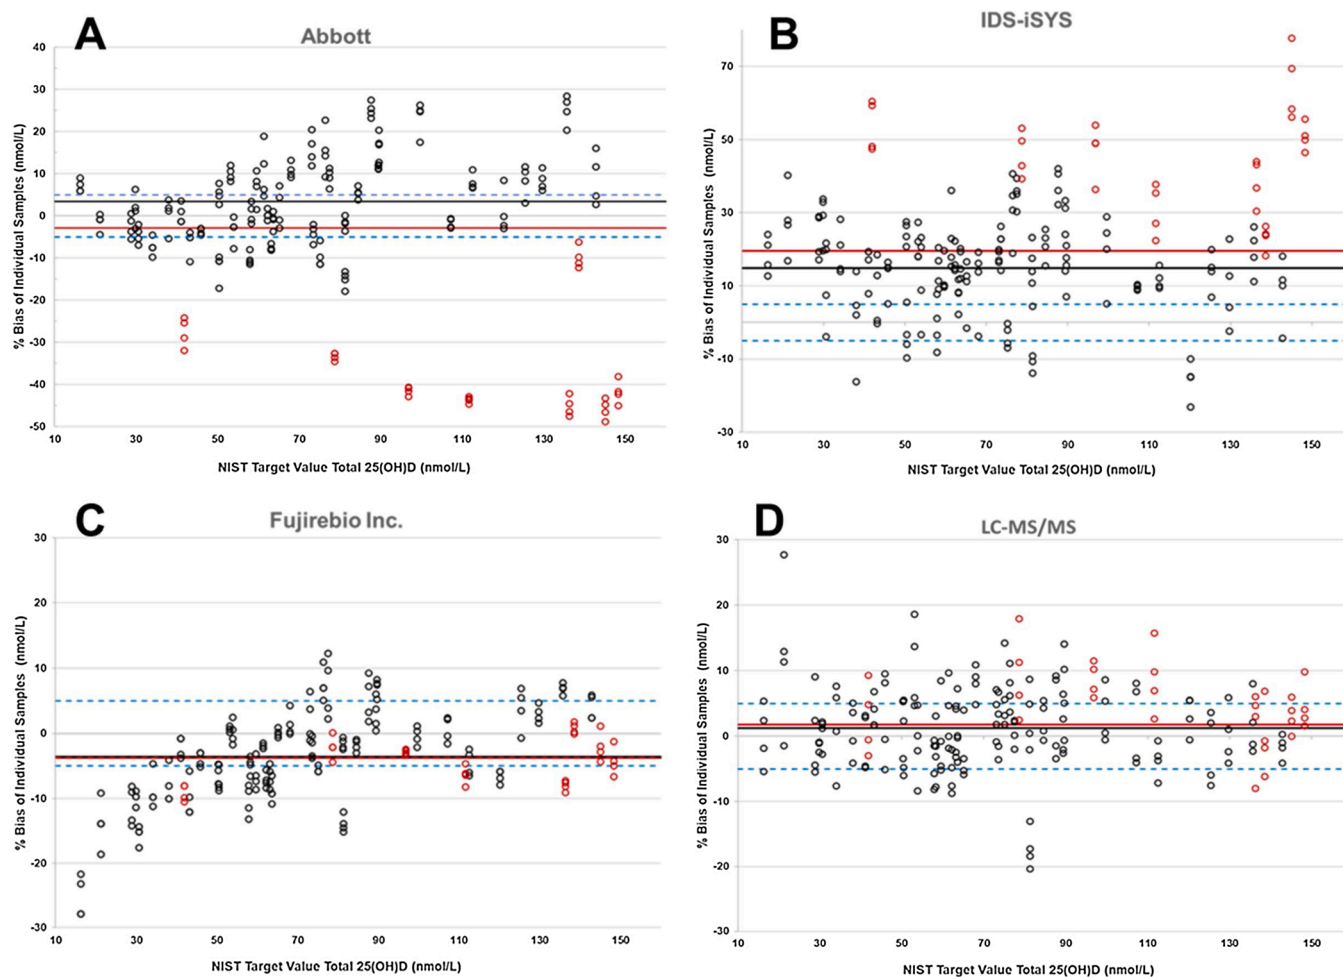 A
Abbott
40
30
20
10
0
-10
-20
-30
-40
-50
10 30 50 70 90 110 130 150
% Bias of Individual Samples (nmol/L)
NIST Target Value Total 25(OH)D (nmol/L)
B
IDS-iSYS
70
50
30
10
-10
-30
10 30 50 70 90 110 130 150
% Bias of Individual Samples (nmol/L)
NIST Target Value Total 25(OH)D (nmol/L)
C
Fujirebio Inc.
30
20
10
0
-10
-20
-30
10 30 50 70 90 110 130 150
% Bias of Individual Samples (nmol/L)
NIST Target Value Total 25(OH)D (nmol/L)
D
LC-MS/MS
30
20
10
0
-10
-20
-30
10 30 50 70 90 110 130 150
% Bias of Individual Samples (nmol/L)
NIST Target Value Total 25(OH)D (nmol/L)